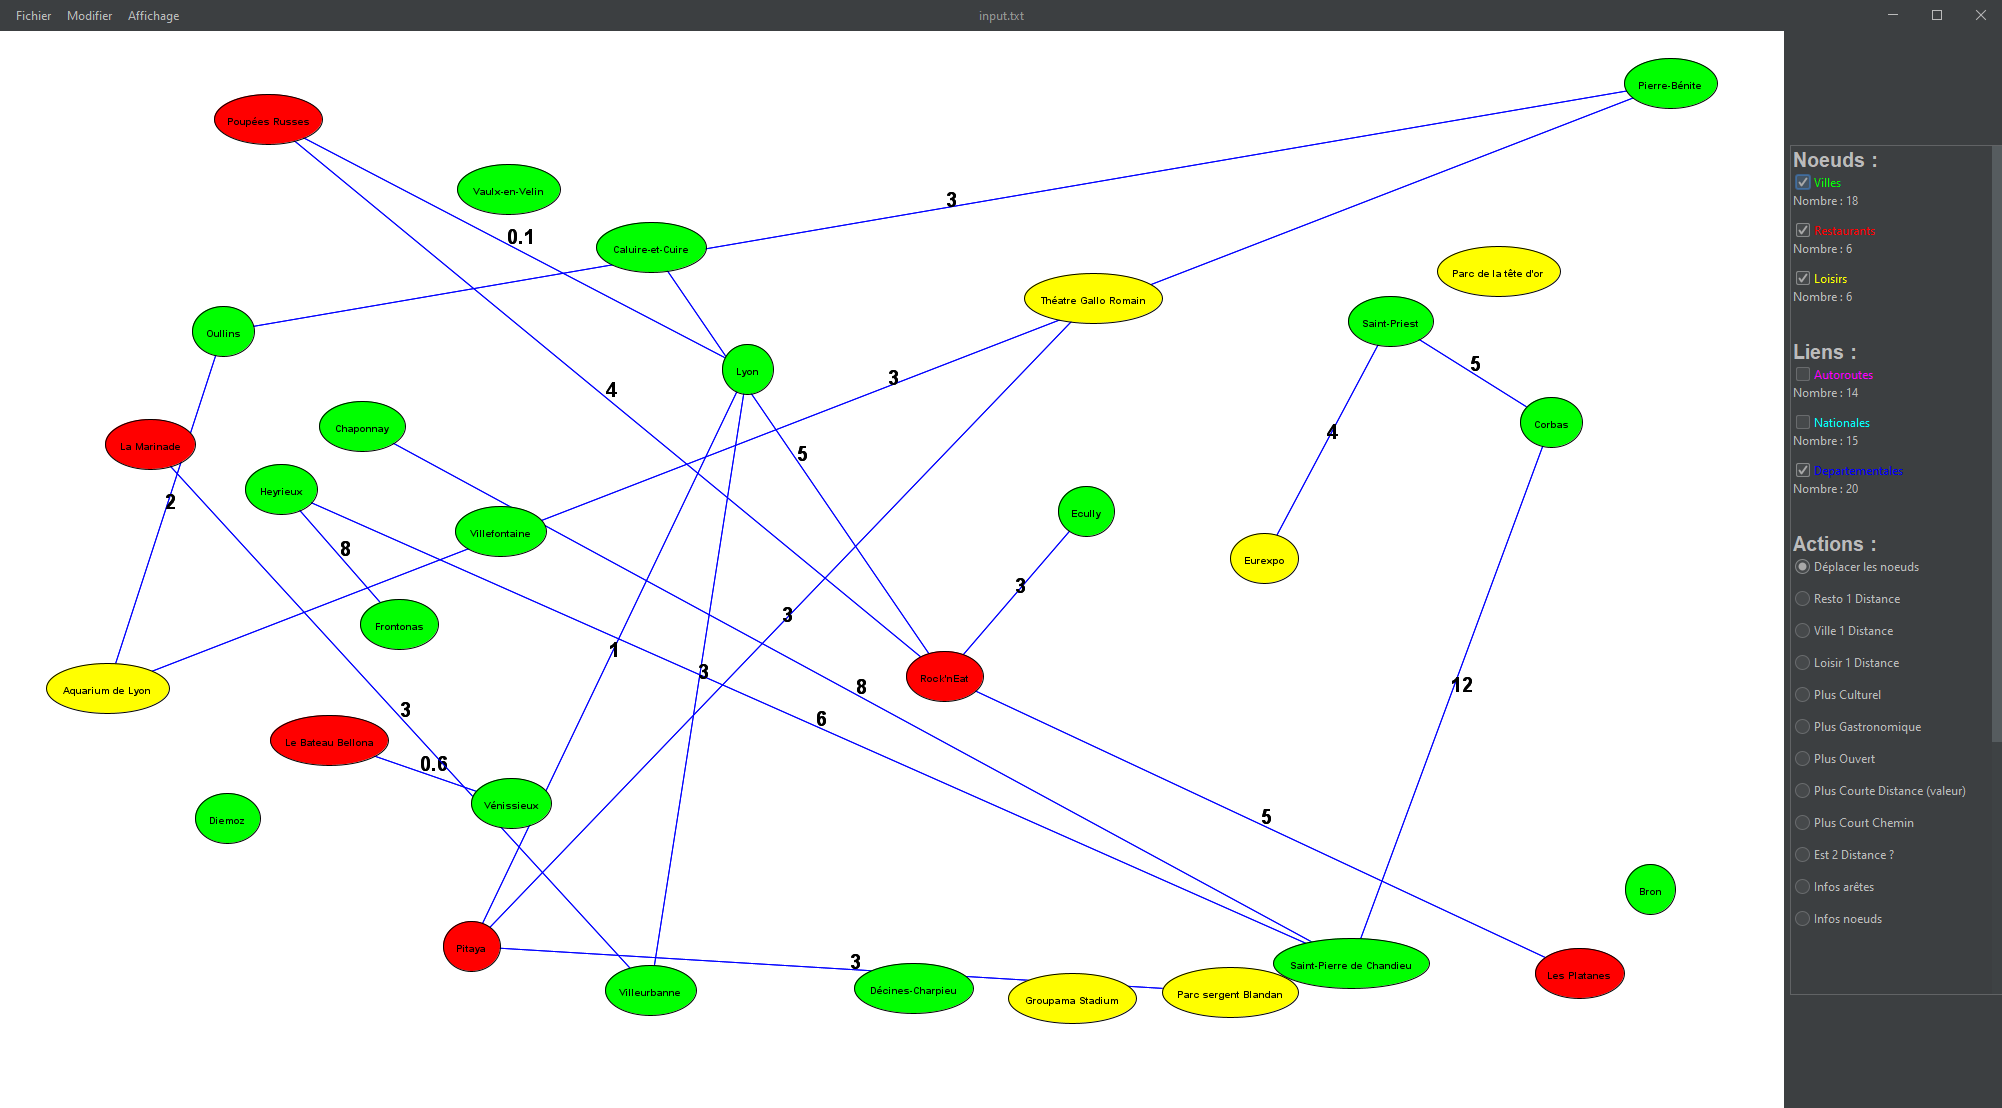 Fichier Modifier Affichage input.txt
Pierre-Bénite
Poupées Russes
Vaulx-en-Velin
3
0.1
Caluire-et-Cuire
Parc de la tête d'or
Théatre Gallo Romain
Saint-Priest
Oullins
5
Lyon
3
4
Chaponnay
Corbas
4
La Marinade
5
Heyrieux
2
Ecully
Villefontaine
8
Eurexpo
3
3
Frontonas
1
3
Rock'nEat
12
8
Aquarium de Lyon
3
6
Le Bateau Bellona
0.6
Vénissieux
5
Diemoz
Bron
Pitaya
3
Saint-Pierre de Chandieu
Les Platanes
Villeurbanne
Décines-Charpieu
Parc sergent Blandan
Groupama Stadium
Noeuds :
Villes
Nombre : 18
Restaurants
Nombre : 6
Loisirs
Nombre : 6
Liens :
Autoroutes
Nombre : 14
Nationales
Nombre : 15
Départementales
Nombre : 20
Actions :
Déplacer les noeuds
Resto 1 Distance
Ville 1 Distance
Loisir 1 Distance
Plus Culturel
Plus Gastronomique
Plus Ouvert
Plus Courte Distance (valeur)
Plus Court Chemin
Est 2 Distance ?
Infos arêtes
Infos noeuds